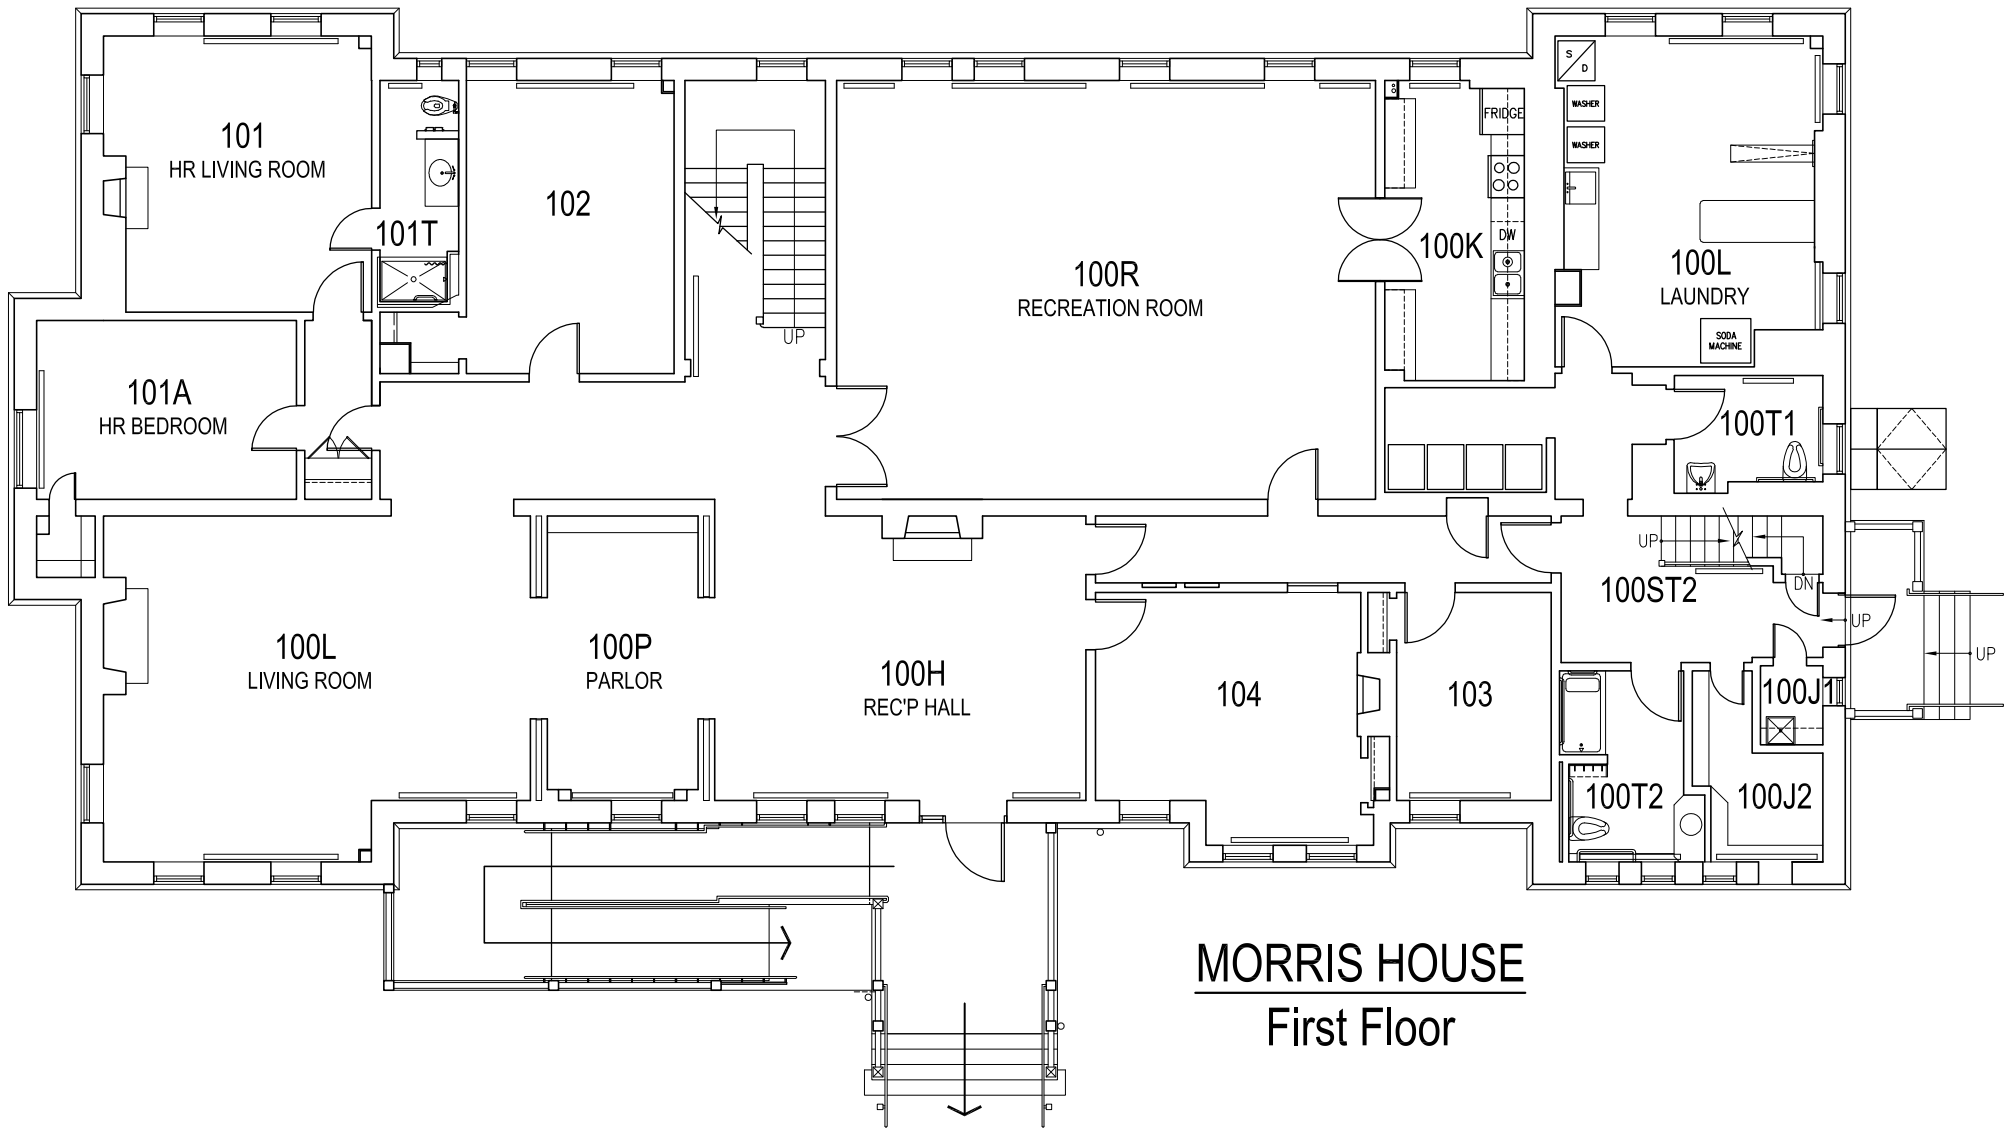 S
D
WASHER
FRIDGE
101
HR LIVING ROOM
WASHER
102
101T
DW
100K
100R
RECREATION ROOM
100L
LAUNDRY
UP
SODA
MACHINE
101A
HR BEDROOM
100T1
UP
100ST2
DN
UP
100L
LIVING ROOM
100P
PARLOR
100H
REC'P HALL
104
103
100J1
UP
100T2
100J2
MORRIS HOUSE
First Floor